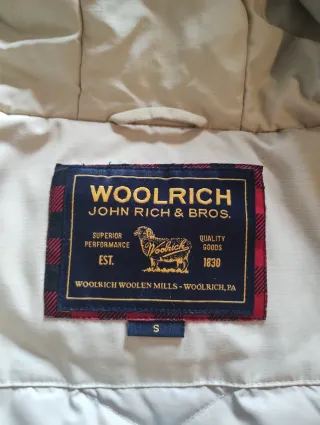 WOOLRICH
JOHN RICH & BROS.
SUPERIOR PERFORMANCE
QUALITY GOODS
Woolrich
EST. 1830
WOOLRICH WOOLEN MILLS - WOOLRICH, PA
S